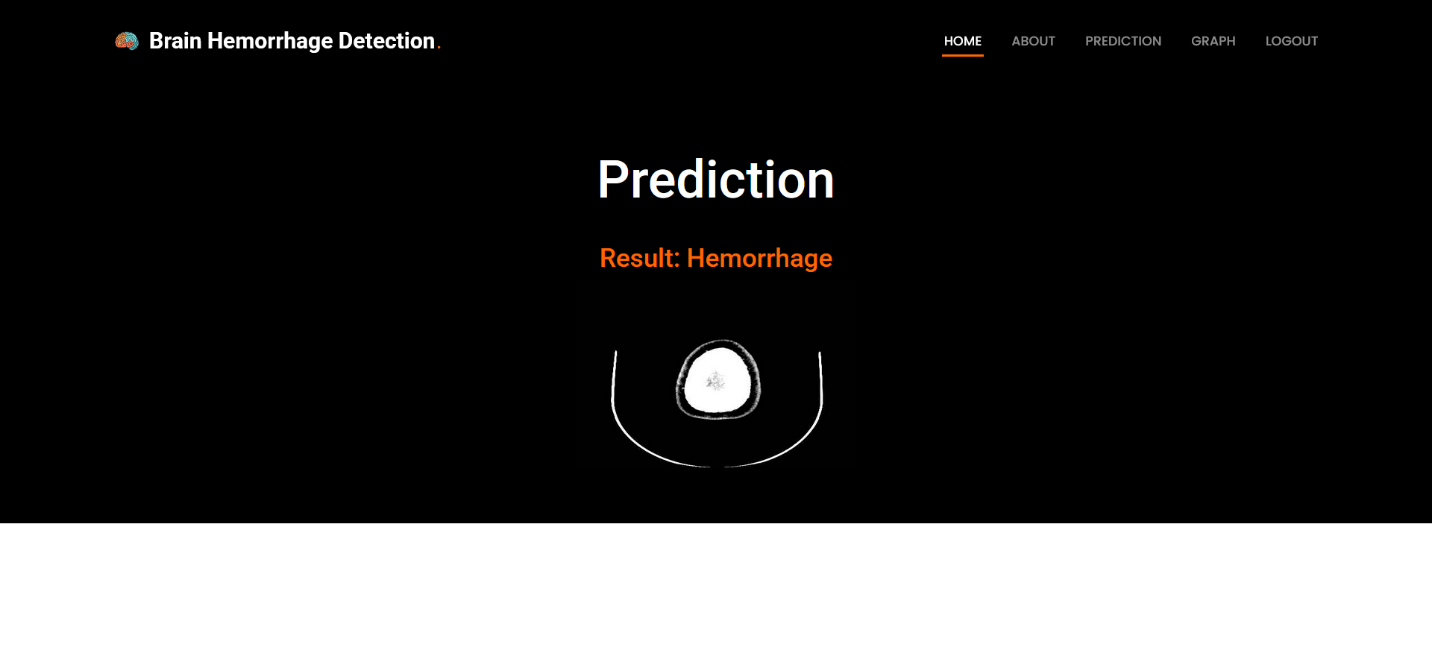 Brain Hemorrhage Detection.
HOME ABOUT PREDICTION GRAPH LOGOUT
Prediction
Result: Hemorrhage